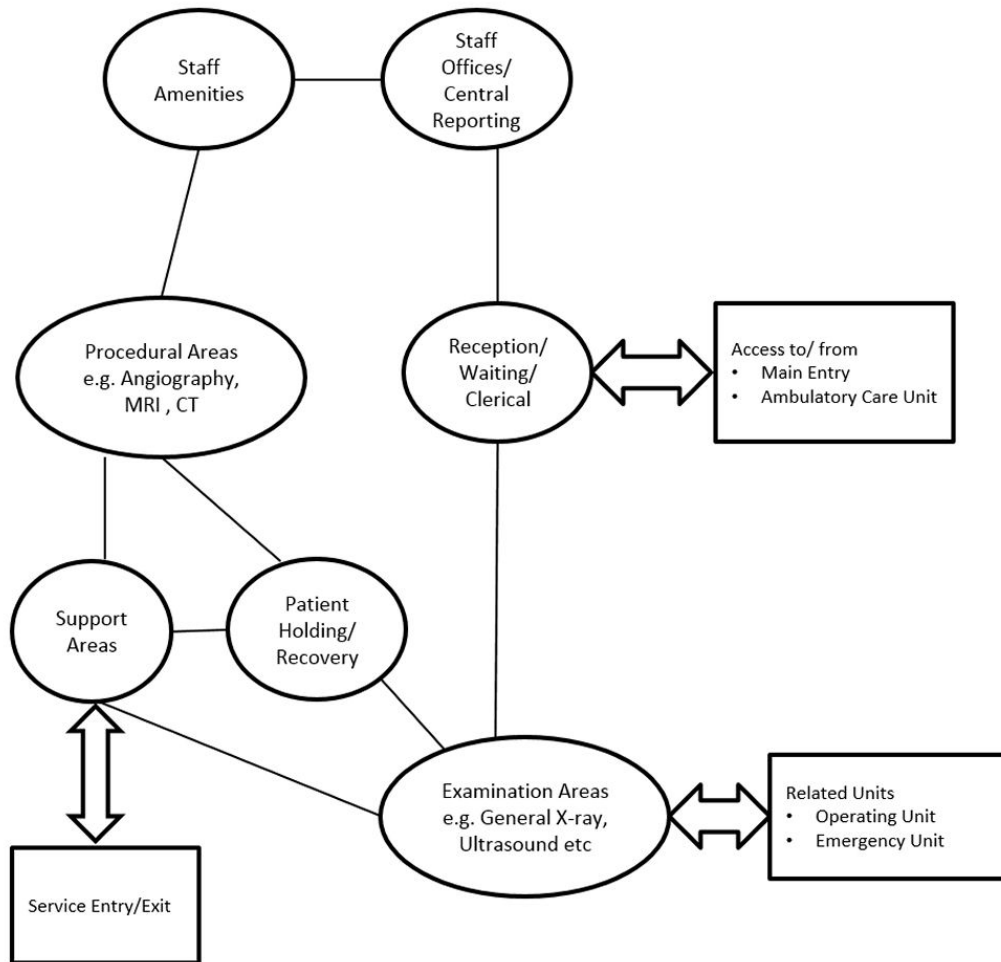 Staff
Amenities
Staff
Offices/
Central
Reporting
Procedural Areas
e.g. Angiography,
MRI , CT
Reception/
Waiting/
Clerical
Access to/ from
• Main Entry
• Ambulatory Care Unit
Support
Areas
Patient
Holding/
Recovery
Examination Areas
e.g. General X-ray,
Ultrasound etc
Related Units
• Operating Unit
• Emergency Unit
Service Entry/Exit